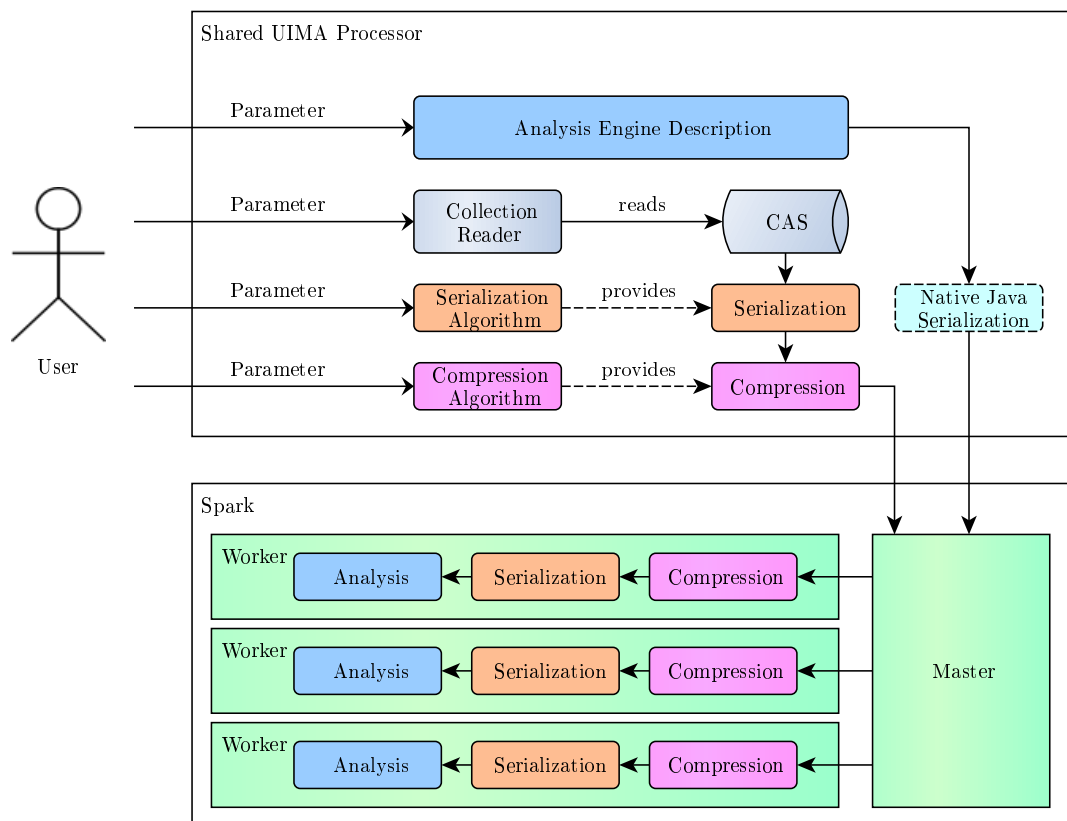 Shared UIMA Processor
Parameter
Analysis Engine Description
Parameter
Collection
Reader
reads
CAS
Parameter
Serialization
Algorithm
provides
Serialization
Native Java
Serialization
User
Parameter
Compression
Algorithm
provides
Compression
Spark
Worker
Analysis
Serialization
Compression
Worker
Analysis
Serialization
Compression
Master
Worker
Analysis
Serialization
Compression